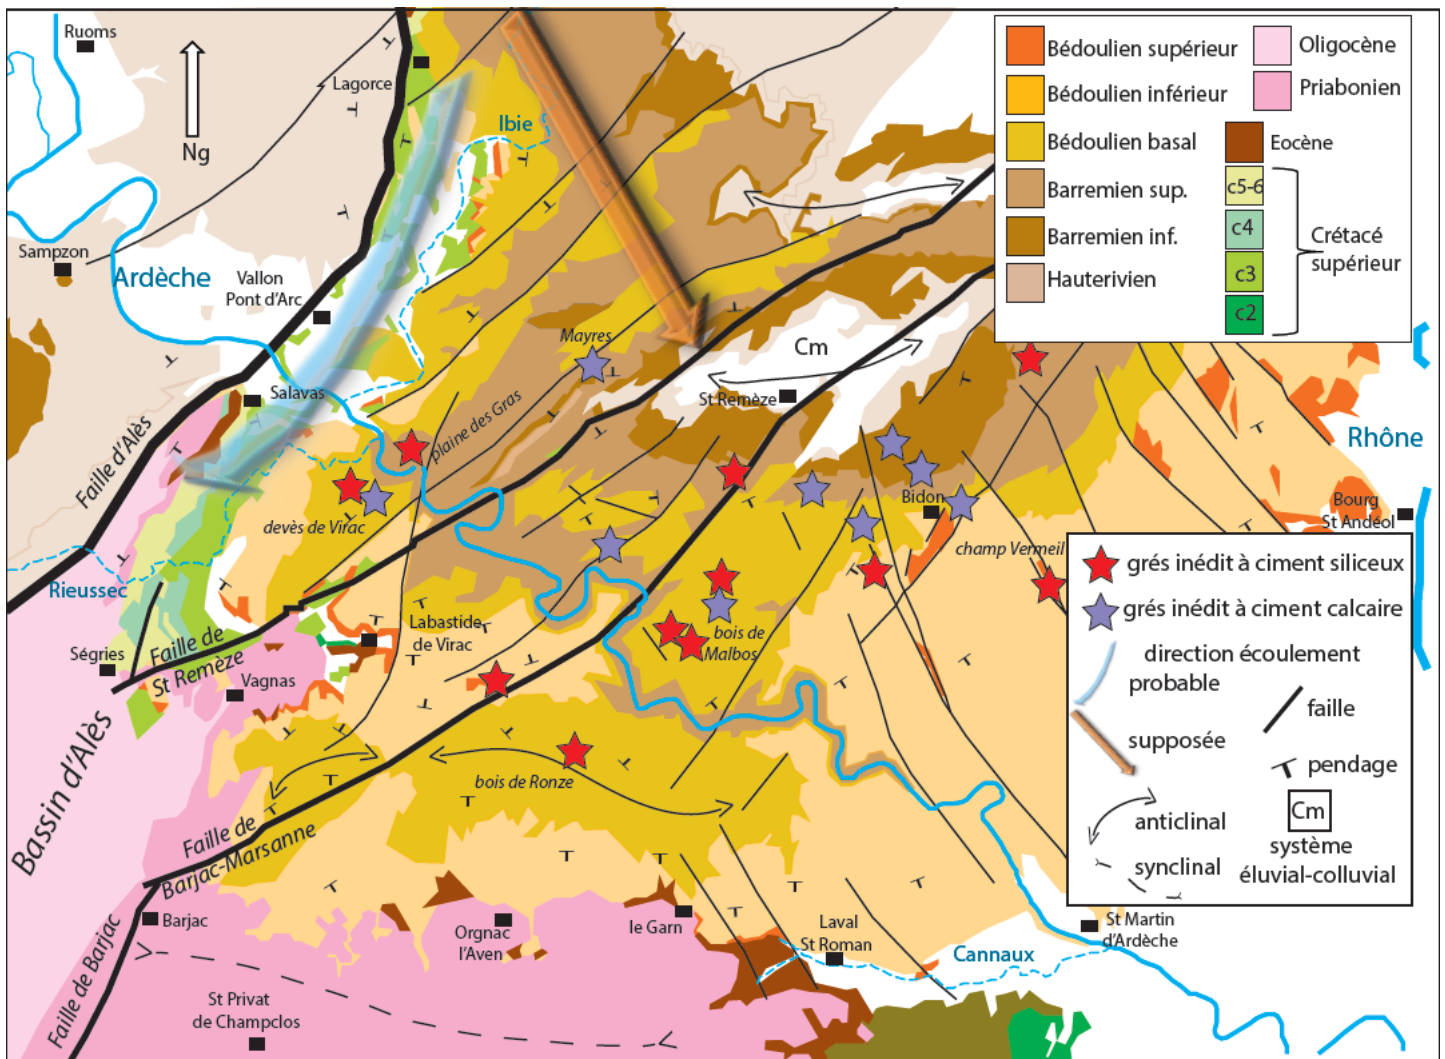 Ruoms
Lagorce
Ng
Ibie
Sampzon
Ardèche
Vallon
Pont d'Arc
Mayres
Cm
St Remèze
Salavas
plaine des Gras
Faille d'Alès
devès de Virac
Bidon
champ Vermeil
Rhône
Bourg
St Andéol
Rieussec
Ségries
Faille de
St Remèze
Vagnas
Labastide
de Virac
bois de
Malbos
Bassin d'Alès
bois de Ronze
Faille de
Barjac-Marsanne
Barjac
Faille de Barjac
Orgnac
l'Aven
le Garn
Laval
St Roman
Cannaux
St Martin
d'Ardèche
St Privat
de Champclos
Bédoulien supérieur
Bédoulien inférieur
Bédoulien basal
Barremien sup.
Barremien inf.
Hauterivien
Oligocène
Priabonien
Eocène
c5-6
c4
c3
c2
Crétacé
supérieur
grés inédit à ciment siliceux
grés inédit à ciment calcaire
direction écoulement
probable
supposée
anticlinal
synclinal
faille
pendage
Cm
système
éluvial-colluvial